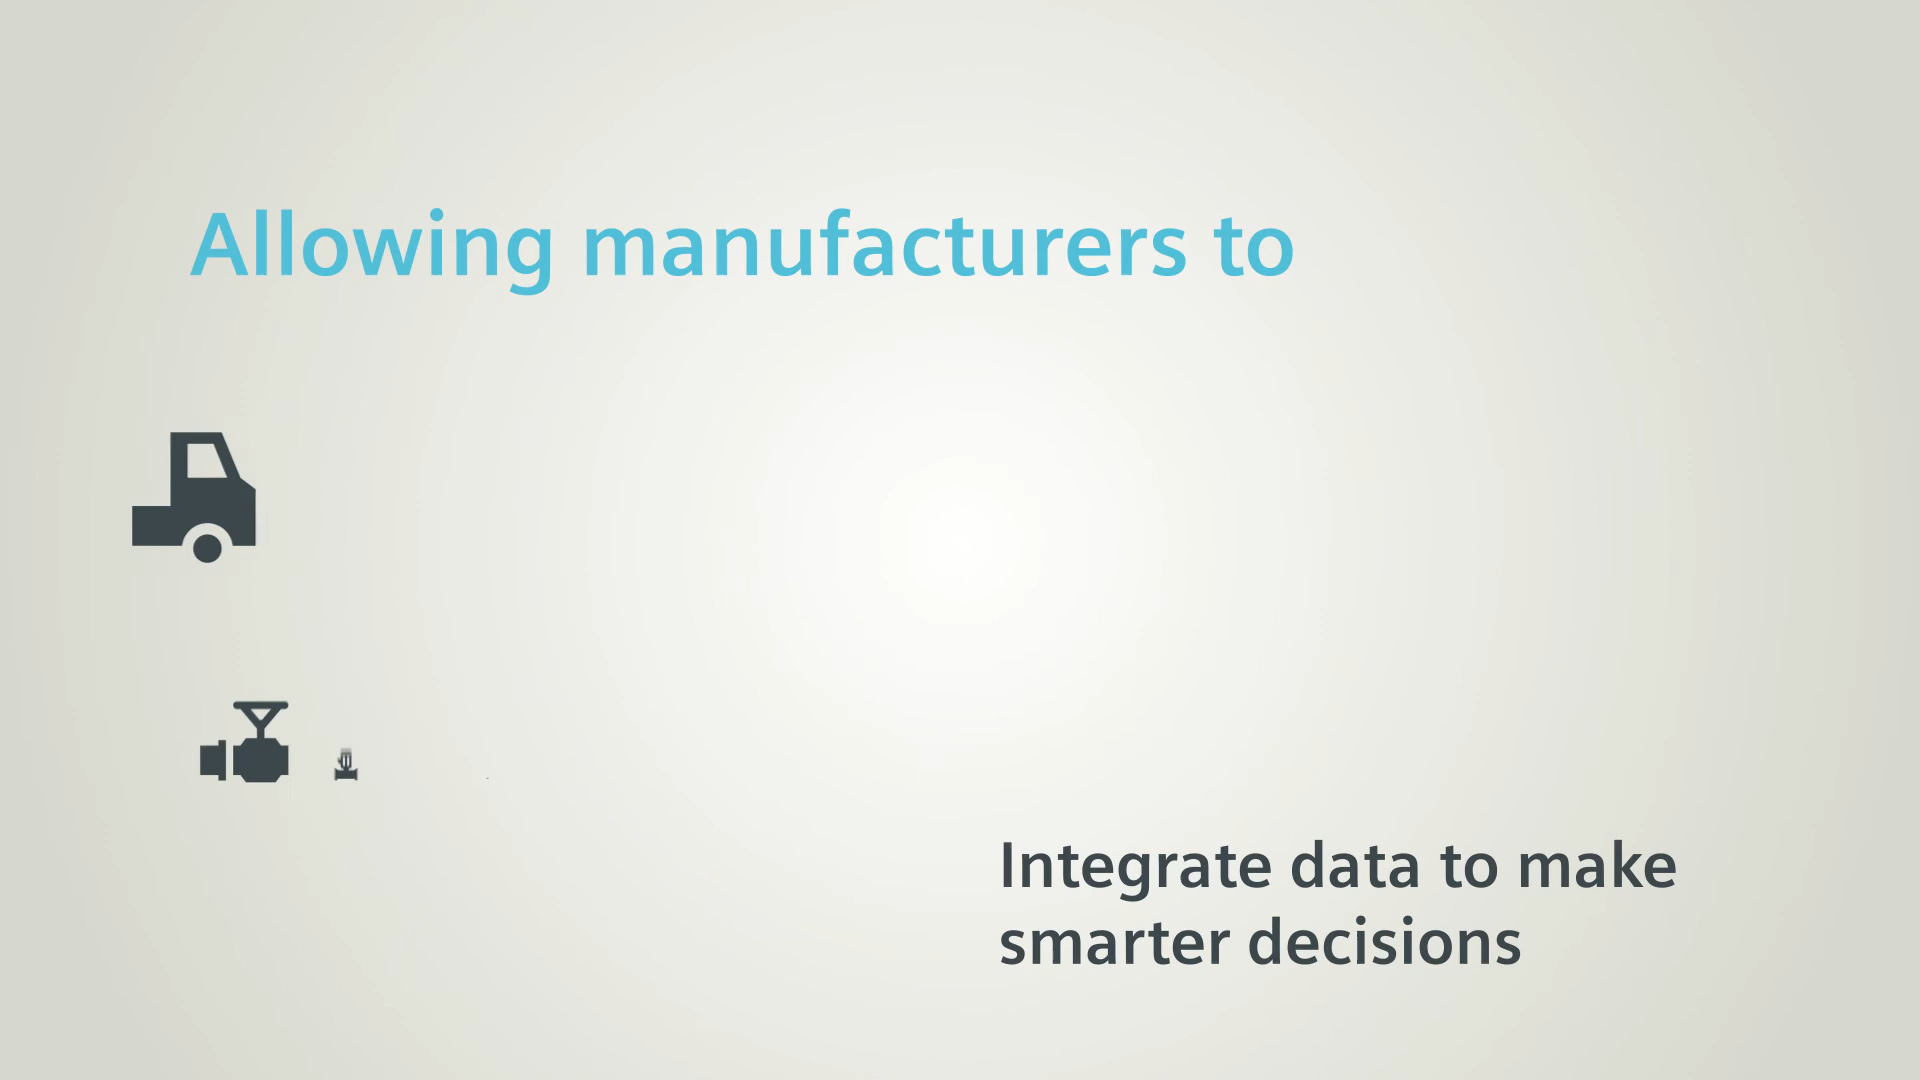 Allowing manufacturers to
Integrate data to make
smarter decisions